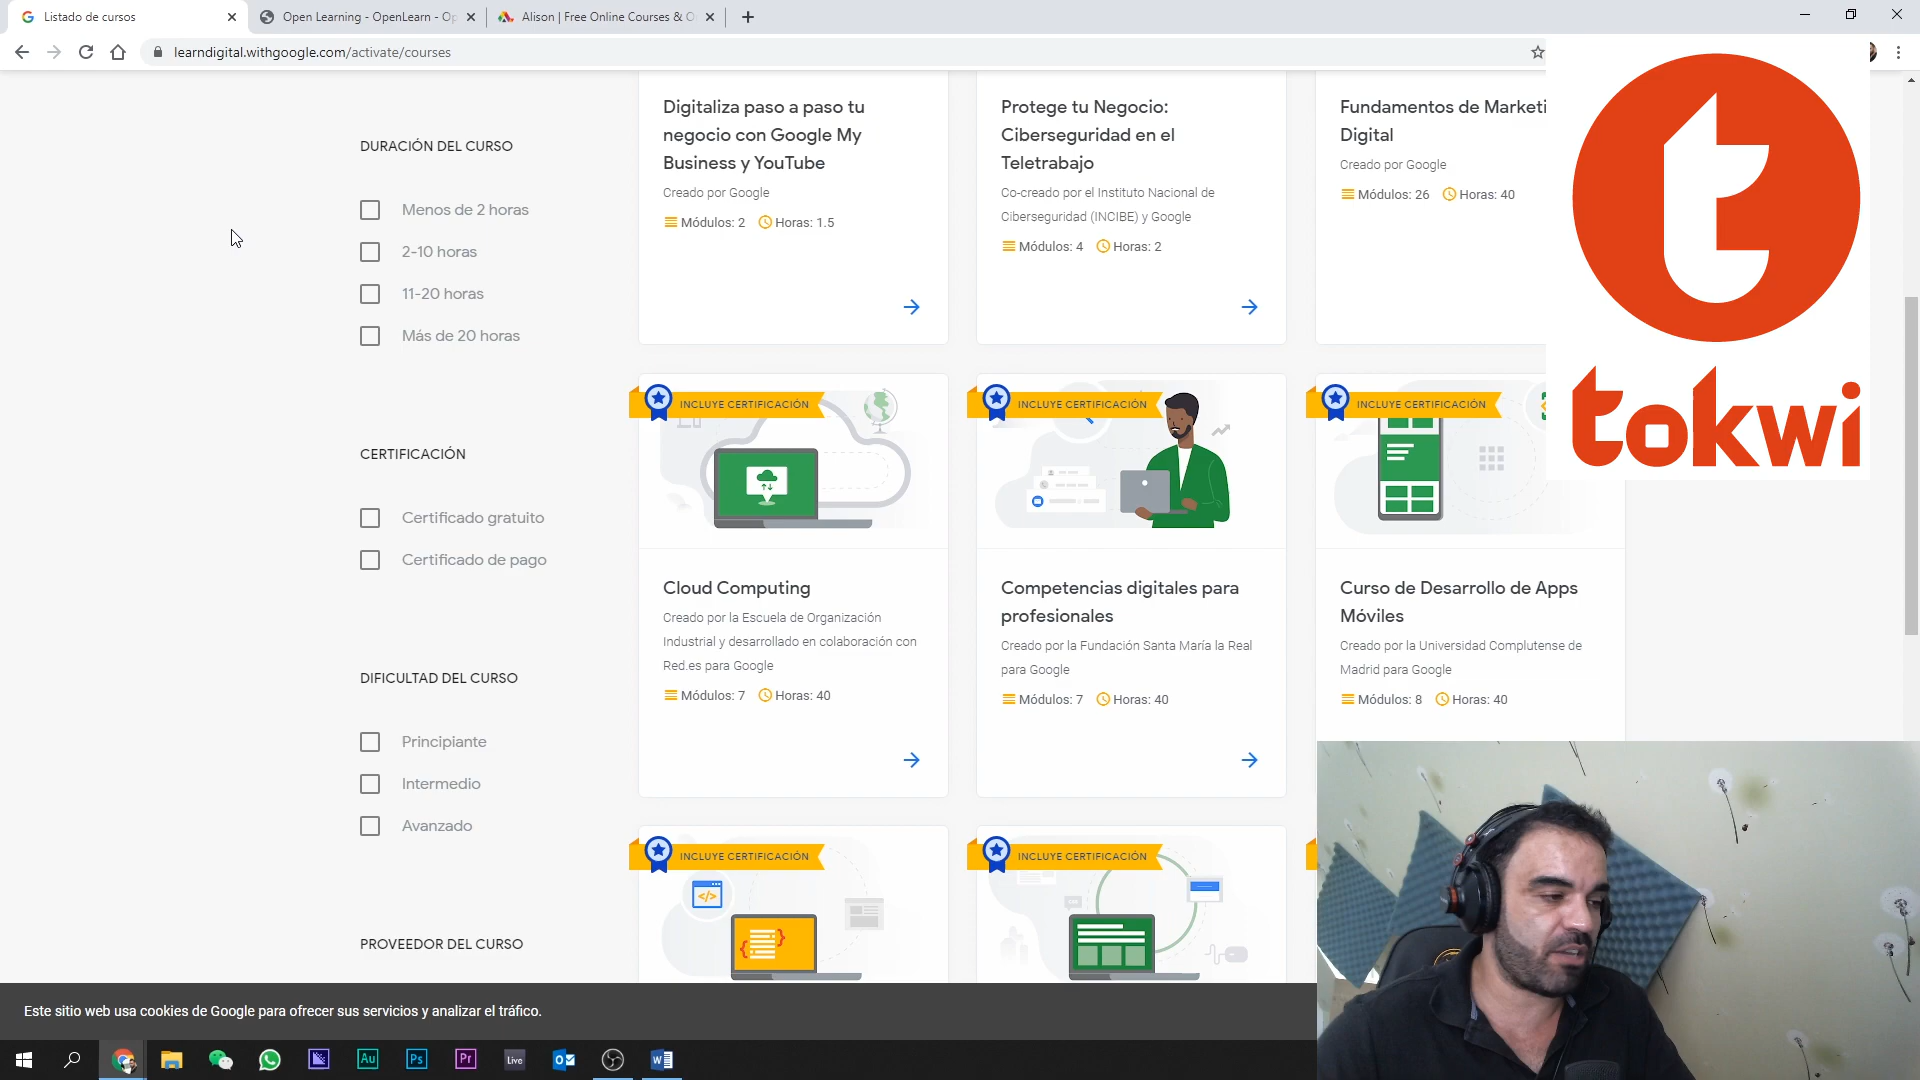 Listado de cursos
Open Learning - OpenLearn - Op
Alison | Free Online Courses & O
learndigital.withgoogle.com/activate/courses
DURACIÓN DEL CURSO
Menos de 2 horas
2-10 horas
11-20 horas
Más de 20 horas
CERTIFICACIÓN
Certificado gratuito
Certificado de pago
DIFICULTAD DEL CURSO
Principiante
Intermedio
Avanzado
PROVEEDOR DEL CURSO
Digitaliza paso a paso tu
negocio con Google My
Business y YouTube
Creado por Google
Módulos: 2 Horas: 1.5
Protege tu Negocio:
Ciberseguridad en el
Teletrabajo
Co-creado por el Instituto Nacional de
Ciberseguridad (INCIBE) y Google
Módulos: 4 Horas: 2
Fundamentos de Marketi
Digital
Creado por Google
Módulos: 26 Horas: 40
t
tokwi
INCLUYE CERTIFICACIÓN
Cloud Computing
Creado por la Escuela de Organización
Industrial y desarrollado en colaboración con
Red.es para Google
Módulos: 7 Horas: 40
INCLUYE CERTIFICACIÓN
Competencias digitales para
profesionales
Creado por la Fundación Santa María la Real
para Google
Módulos: 7 Horas: 40
INCLUYE CERTIFICACIÓN
Curso de Desarrollo de Apps
Móviles
Creado por la Universidad Complutense de
Madrid para Google
Módulos: 8 Horas: 40
INCLUYE CERTIFICACIÓN
INCLUYE CERTIFICACIÓN
Este sitio web usa cookies de Google para ofrecer sus servicios y analizar el tráfico.
Au
Ps
Pr
Live